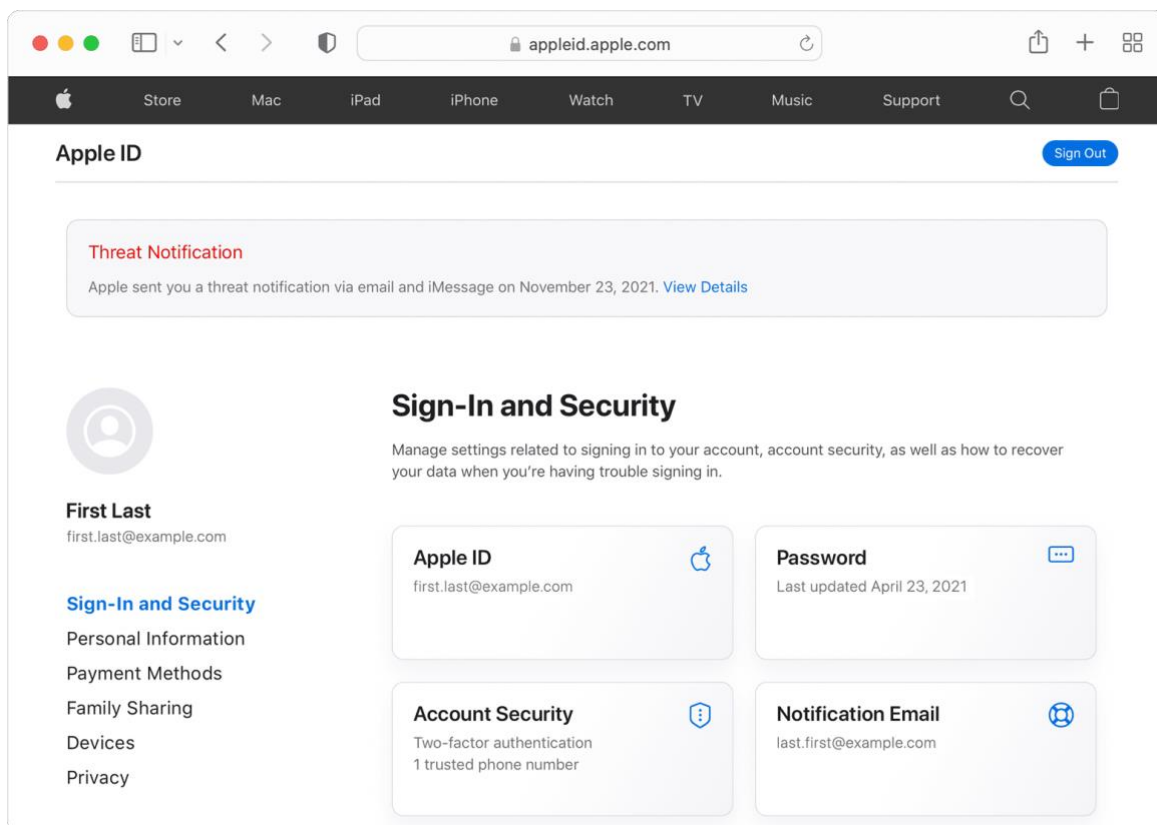 appleid.apple.com
Store Mac iPad iPhone Watch TV Music Support
Apple ID
Sign Out
Threat Notification
Apple sent you a threat notification via email and iMessage on November 23, 2021. View Details
First Last
first.last@example.com
Sign-In and Security
Personal Information
Payment Methods
Family Sharing
Devices
Privacy
Sign-In and Security
Manage settings related to signing in to your account, account security, as well as how to recover
your data when you’re having trouble signing in.
Apple ID
first.last@example.com
Password
Last updated April 23, 2021
Account Security
Two-factor authentication
1 trusted phone number
Notification Email
last.first@example.com